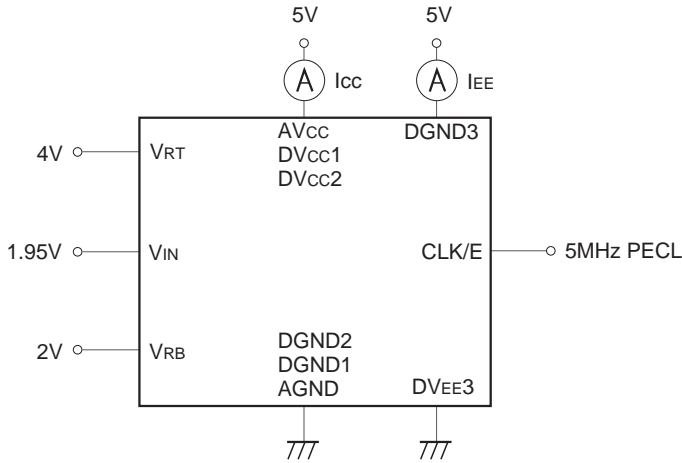 5V 5V
A Icc A IEE
AVcc DGND3
DVcc1
DVcc2
4V VRT
1.95V VIN CLK/E 5MHz PECL
2V VRB
DGND2
DGND1
AGND DVEE3